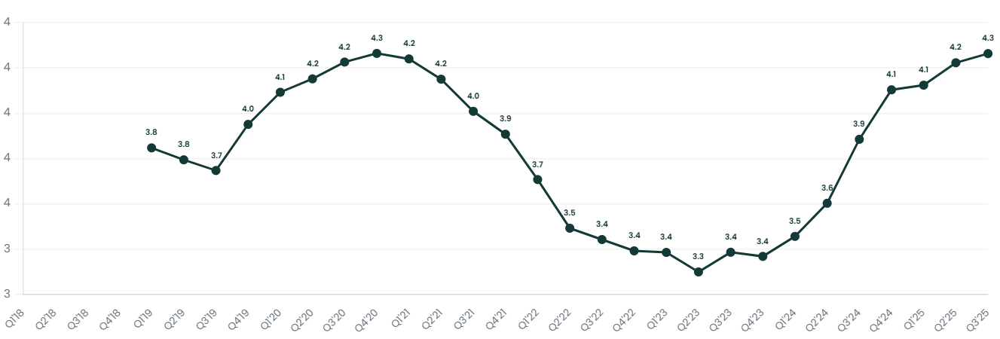 4
4
4
4
4
3
3
3.8
3.8
3.7
4.0
4.1
4.2
4.2
4.3
4.2
4.2
4.0
3.9
3.7
3.5
3.4
3.4
3.4
3.3
3.4
3.4
3.5
3.6
3.9
4.1
4.1
4.2
4.3
Q1'18
Q2'18
Q3'18
Q4'18
Q1'19
Q2'19
Q3'19
Q4'19
Q1'20
Q2'20
Q3'20
Q4'20
Q1'21
Q2'21
Q3'21
Q4'21
Q1'22
Q2'22
Q3'22
Q4'22
Q1'23
Q2'23
Q3'23
Q4'23
Q1'24
Q2'24
Q3'24
Q4'24
Q1'25
Q2'25
Q3'25